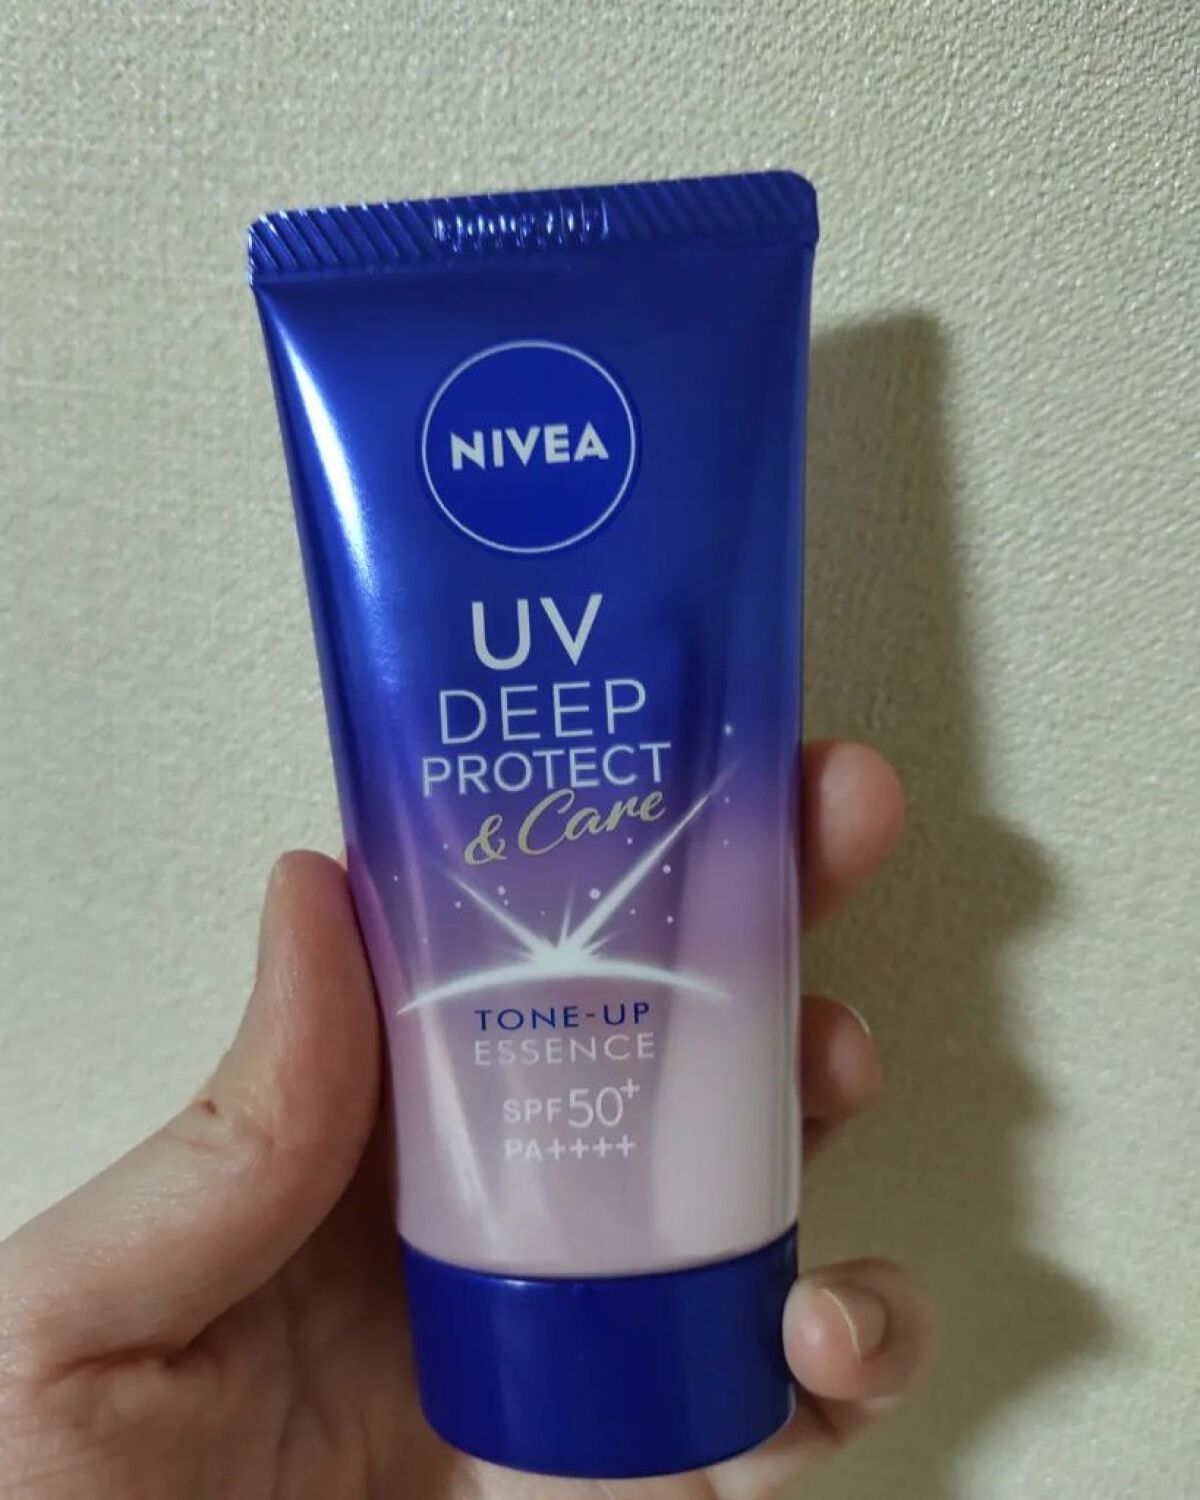 NIVEA
UV
DEEP
PROTECT
& Care
TONE-UP
ESSENCE
SPF50+
PA++++